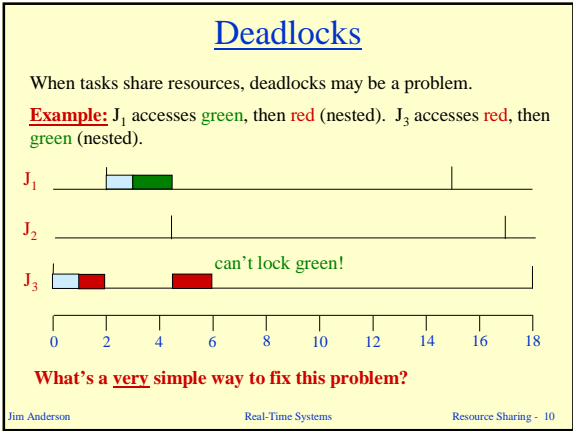 Deadlocks
When tasks share resources, deadlocks may be a problem.
Example: J1 accesses green, then red (nested). J3 accesses red, then
green (nested).
J1
J2
can't lock green!
J3
0 2 4 6 8 10 12 14 16 18
What's a very simple way to fix this problem?
Jim Anderson Real-Time Systems Resource Sharing - 10